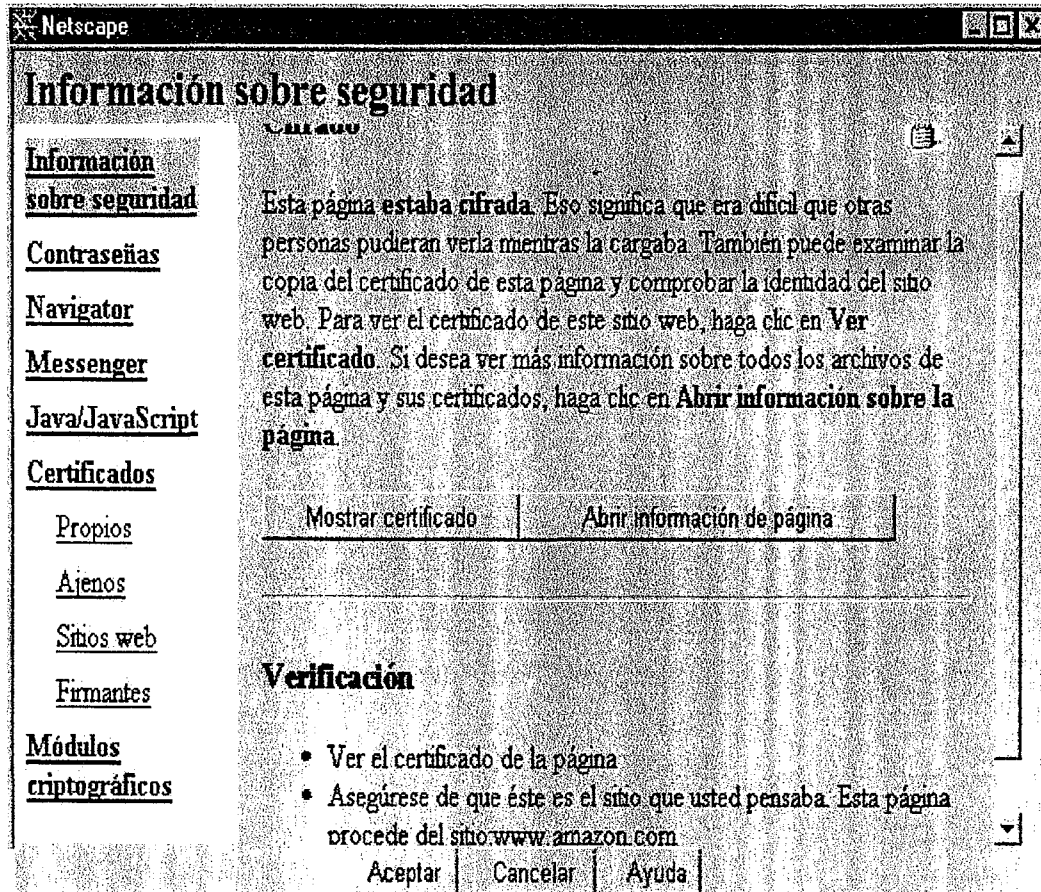 Netscape
Información sobre seguridad
Información
sobre seguridad
Contraseñas
Navigator
Messenger
Java/JavaScript
Certificados
Propios
Ajenos
Sitios web
Firmantes
Módulos
criptográficos
Cifrado
Esta página estaba cifrada. Eso significa que era difícil que otras
personas pudieran verla mientras la cargaba. También puede examinar la
copia del certificado de esta página y comprobar la identidad del sitio
web. Para ver el certificado de este sitio web, haga clic en Ver
certificado. Si desea ver más información sobre todos los archivos de
esta página y sus certificados, haga clic en Abrir información sobre la
página.
Mostrar certificado
Abrir información de página
Verificación
• Ver el certificado de la página
• Asegúrese de que éste es el sitio que usted pensaba. Esta página
procede del sitio:www.amazon.com
Aceptar
Cancelar
Ayuda